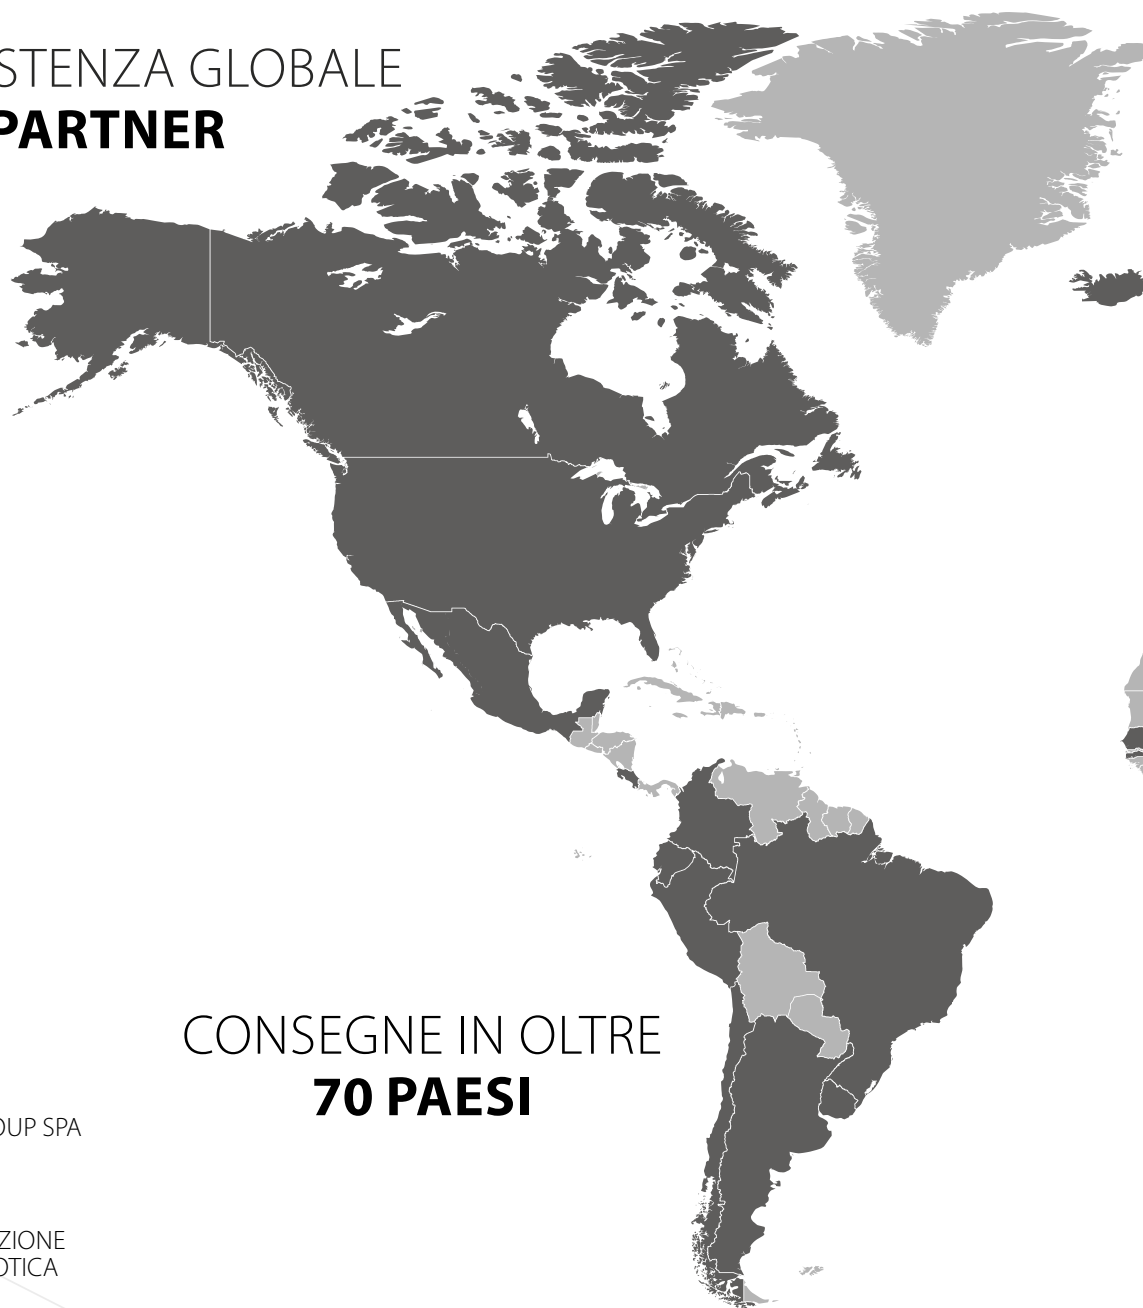 STENZA GLOBALE
PARTNER
CONSEGNE IN OLTRE
70 PAESI
OUP SPA
ZIONE
OTICA